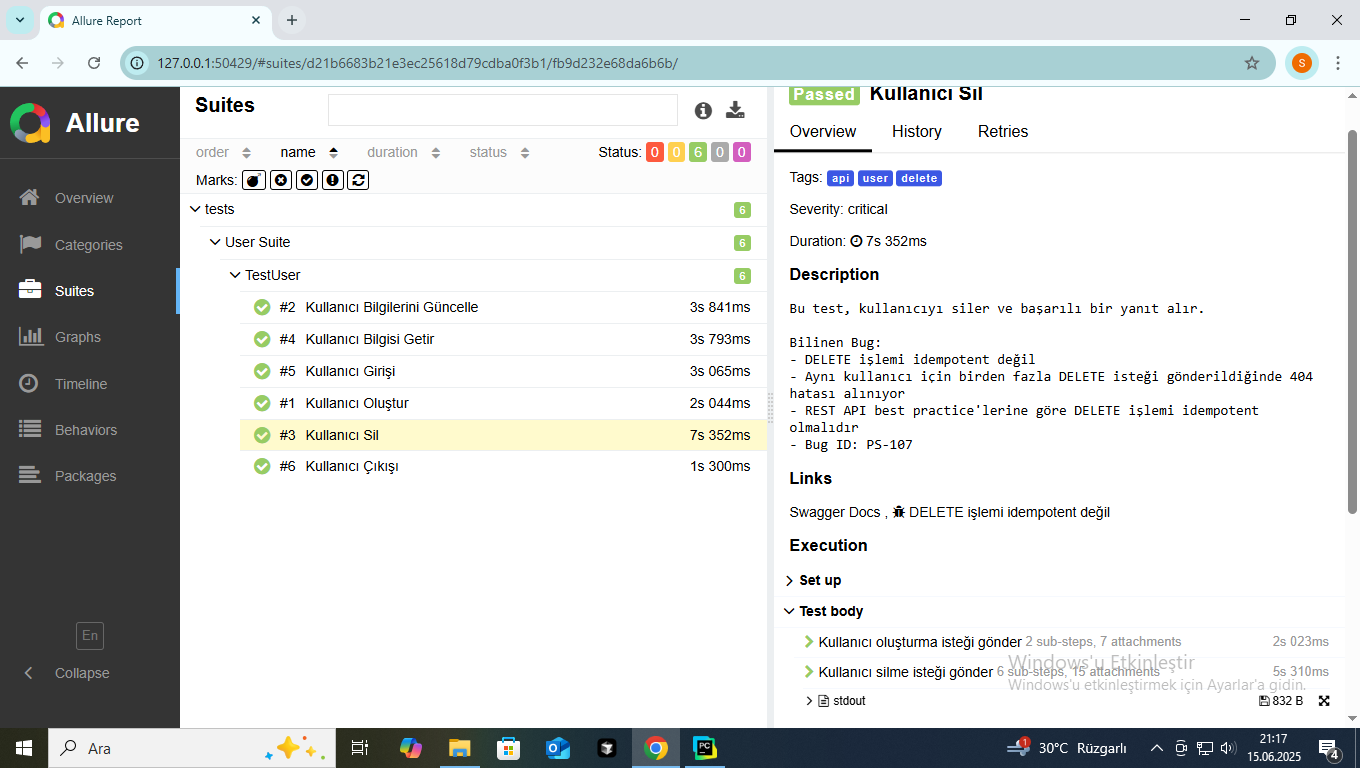 Allure Report
127.0.0.1:50429/#suites/d21b6683b21e3ec25618d79cdba0f3b1/fb9d232e68da6b6b/
S
Allure
Overview
Categories
Suites
Graphs
Timeline
Behaviors
Packages
En
Collapse
Suites
order name duration status Status: 0 0 6 0 0
Marks:
tests 6
User Suite 6
TestUser 6
#2 Kullanıcı Bilgilerini Güncelle 3s 841ms
#4 Kullanıcı Bilgisi Getir 3s 793ms
#5 Kullanıcı Girişi 3s 065ms
#1 Kullanıcı Oluştur 2s 044ms
#3 Kullanıcı Sil 7s 352ms
#6 Kullanıcı Çıkışı 1s 300ms
Passed Kullanıcı Sil
Overview History Retries
Tags: api user delete
Severity: critical
Duration: 7s 352ms
Description
Bu test, kullanıcıyı siler ve başarılı bir yanıt alır.
Bilinen Bug:
- DELETE işlemi idempotent değil
- Aynı kullanıcı için birden fazla DELETE isteği gönderildiğinde 404
hatası alınıyor
- REST API best practice'lerine göre DELETE işlemi idempotent
olmalıdır
- Bug ID: PS-107
Links
Swagger Docs , DELETE işlemi idempotent değil
Execution
Set up
Test body
Kullanıcı oluşturma isteği gönder 2 sub-steps, 7 attachments 2s 023ms
Kullanıcı silme isteği gönder 6 sub-steps, 15 attachments 5s 310ms
stdout 832 B
Windows'u Etkinleştir
Windows'u etkinleştirmek için Ayarlar'a gidin.
Ara
PC
1
30°C Rüzgarlı
21:17
15.06.2025
4